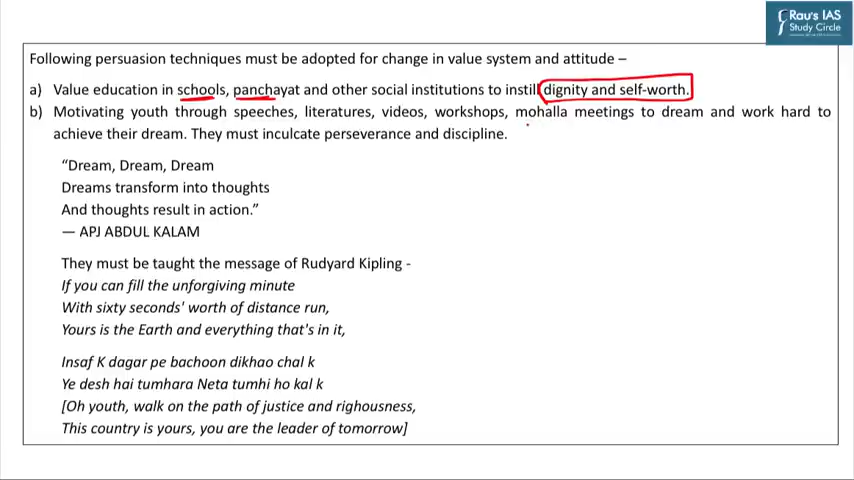 Rau's IAS
Study Circle
Following persuasion techniques must be adopted for change in value system and attitude –
a) Value education in schools, panchayat and other social institutions to instill dignity and self-worth.
b) Motivating youth through speeches, literatures, videos, workshops, mohalla meetings to dream and work hard to
achieve their dream. They must inculcate perseverance and discipline.
"Dream, Dream, Dream
Dreams transform into thoughts
And thoughts result in action."
— APJ ABDUL KALAM
They must be taught the message of Rudyard Kipling -
If you can fill the unforgiving minute
With sixty seconds' worth of distance run,
Yours is the Earth and everything that's in it,
Insaf K dagar pe bachoon dikhao chal k
Ye desh hai tumhara Neta tumhi ho kal k
[Oh youth, walk on the path of justice and righousness,
This country is yours, you are the leader of tomorrow]